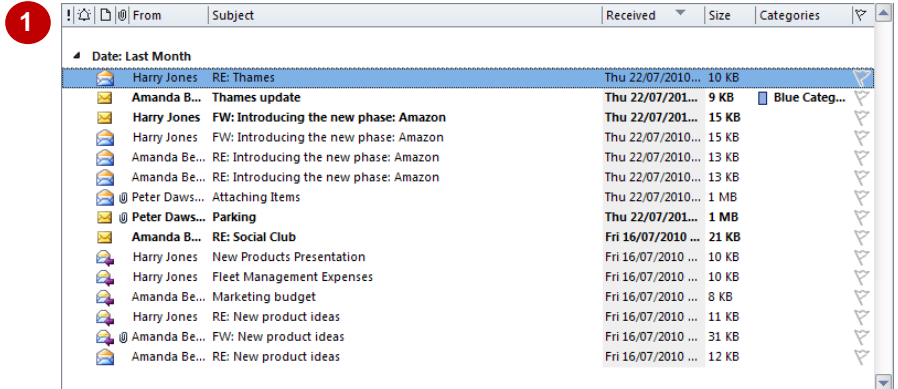 1
! From Subject Received Size Categories
Date: Last Month
Harry Jones RE: Thames Thu 22/07/2010... 10 KB
Amanda B... Thames update Thu 22/07/201... 9 KB Blue Categ...
Harry Jones FW: Introducing the new phase: Amazon Thu 22/07/201... 15 KB
Harry Jones FW: Introducing the new phase: Amazon Thu 22/07/2010... 15 KB
Amanda Be... RE: Introducing the new phase: Amazon Thu 22/07/2010... 13 KB
Amanda Be... RE: Introducing the new phase: Amazon Thu 22/07/2010... 13 KB
Peter Daws... Attaching Items Thu 22/07/2010... 1 MB
Peter Daws... Parking Thu 22/07/201... 1 MB
Amanda B... RE: Social Club Fri 16/07/2010 ... 21 KB
Harry Jones New Products Presentation Fri 16/07/2010 ... 10 KB
Harry Jones Fleet Management Expenses Fri 16/07/2010 ... 10 KB
Amanda Be... Marketing budget Fri 16/07/2010 ... 8 KB
Harry Jones RE: New product ideas Fri 16/07/2010 ... 11 KB
Amanda Be... FW: New product ideas Fri 16/07/2010 ... 31 KB
Amanda Be... RE: New product ideas Fri 16/07/2010 ... 12 KB